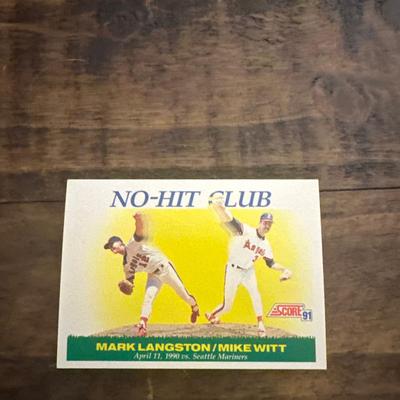 NO-HIT CLUB
SCORE 91
MARK LANGSTON/MIKE WITT
April 11, 1990 vs. Seattle Mariners